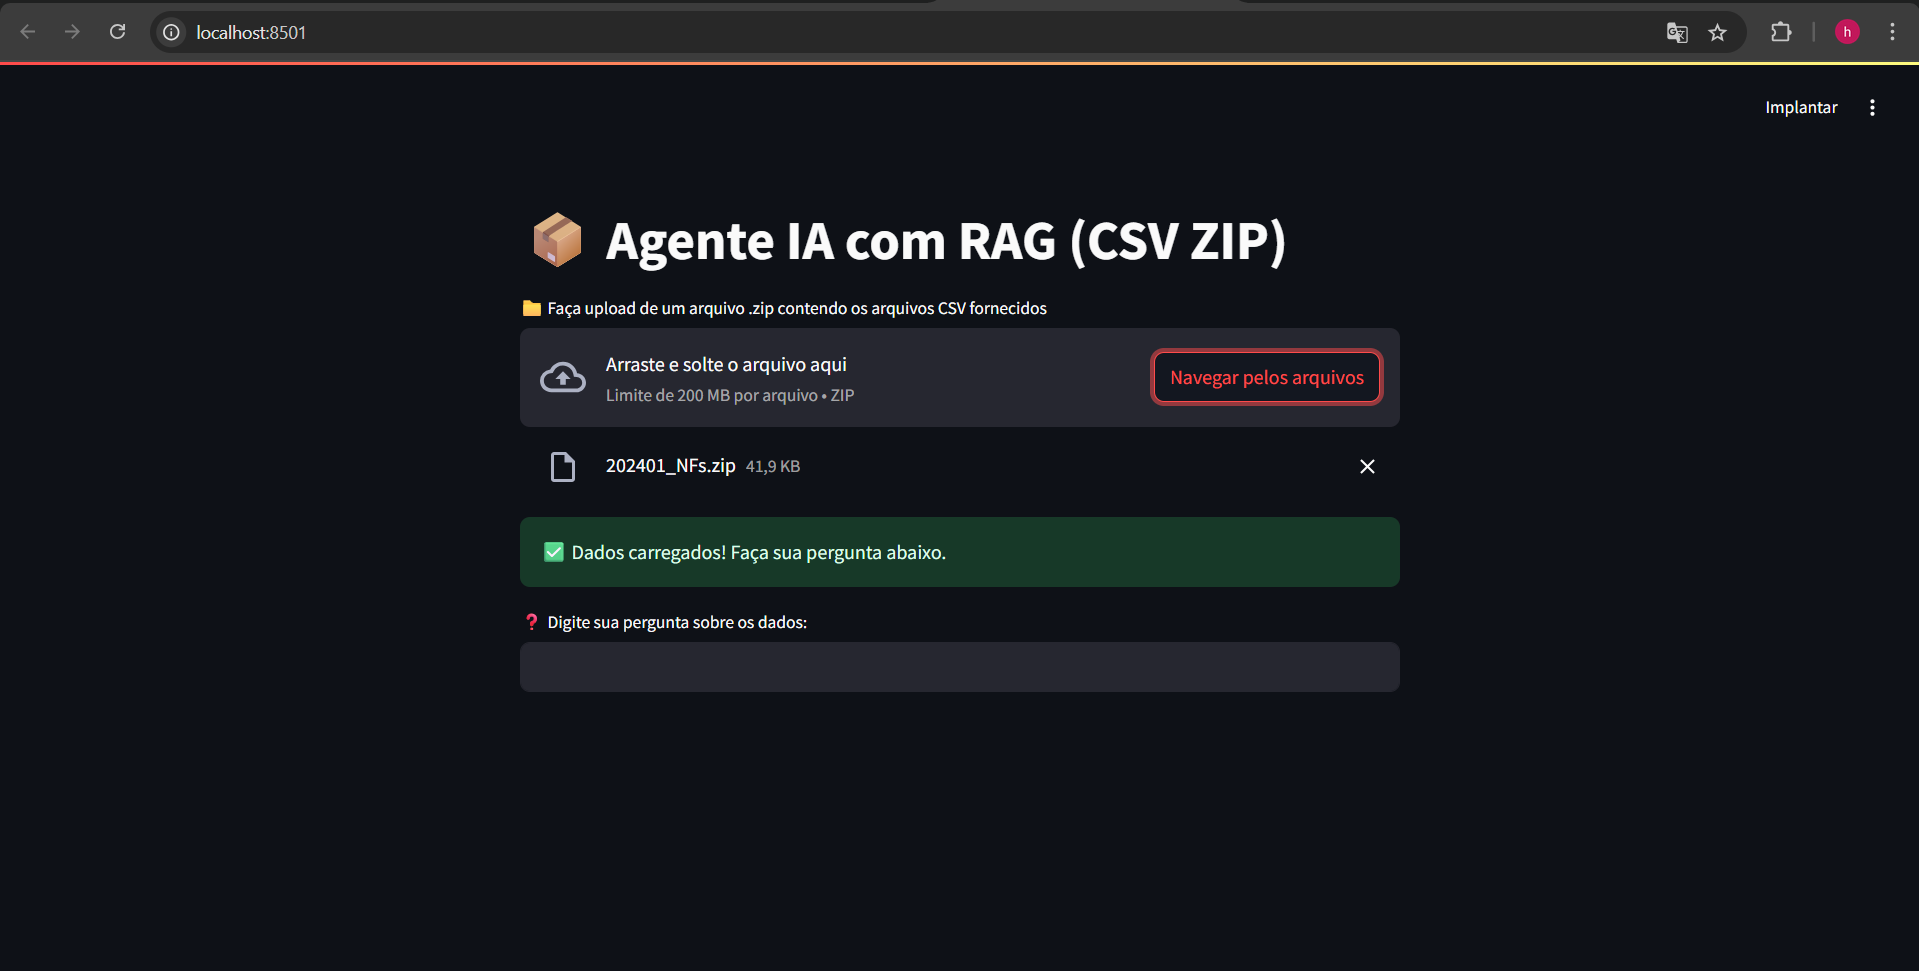 localhost:8501
h
Implantar
Agente IA com RAG (CSV ZIP)
Faça upload de um arquivo .zip contendo os arquivos CSV fornecidos
Arraste e solte o arquivo aqui
Limite de 200 MB por arquivo • ZIP
Navegar pelos arquivos
202401_NFs.zip 41,9 KB
✅ Dados carregados! Faça sua pergunta abaixo.
❓ Digite sua pergunta sobre os dados: